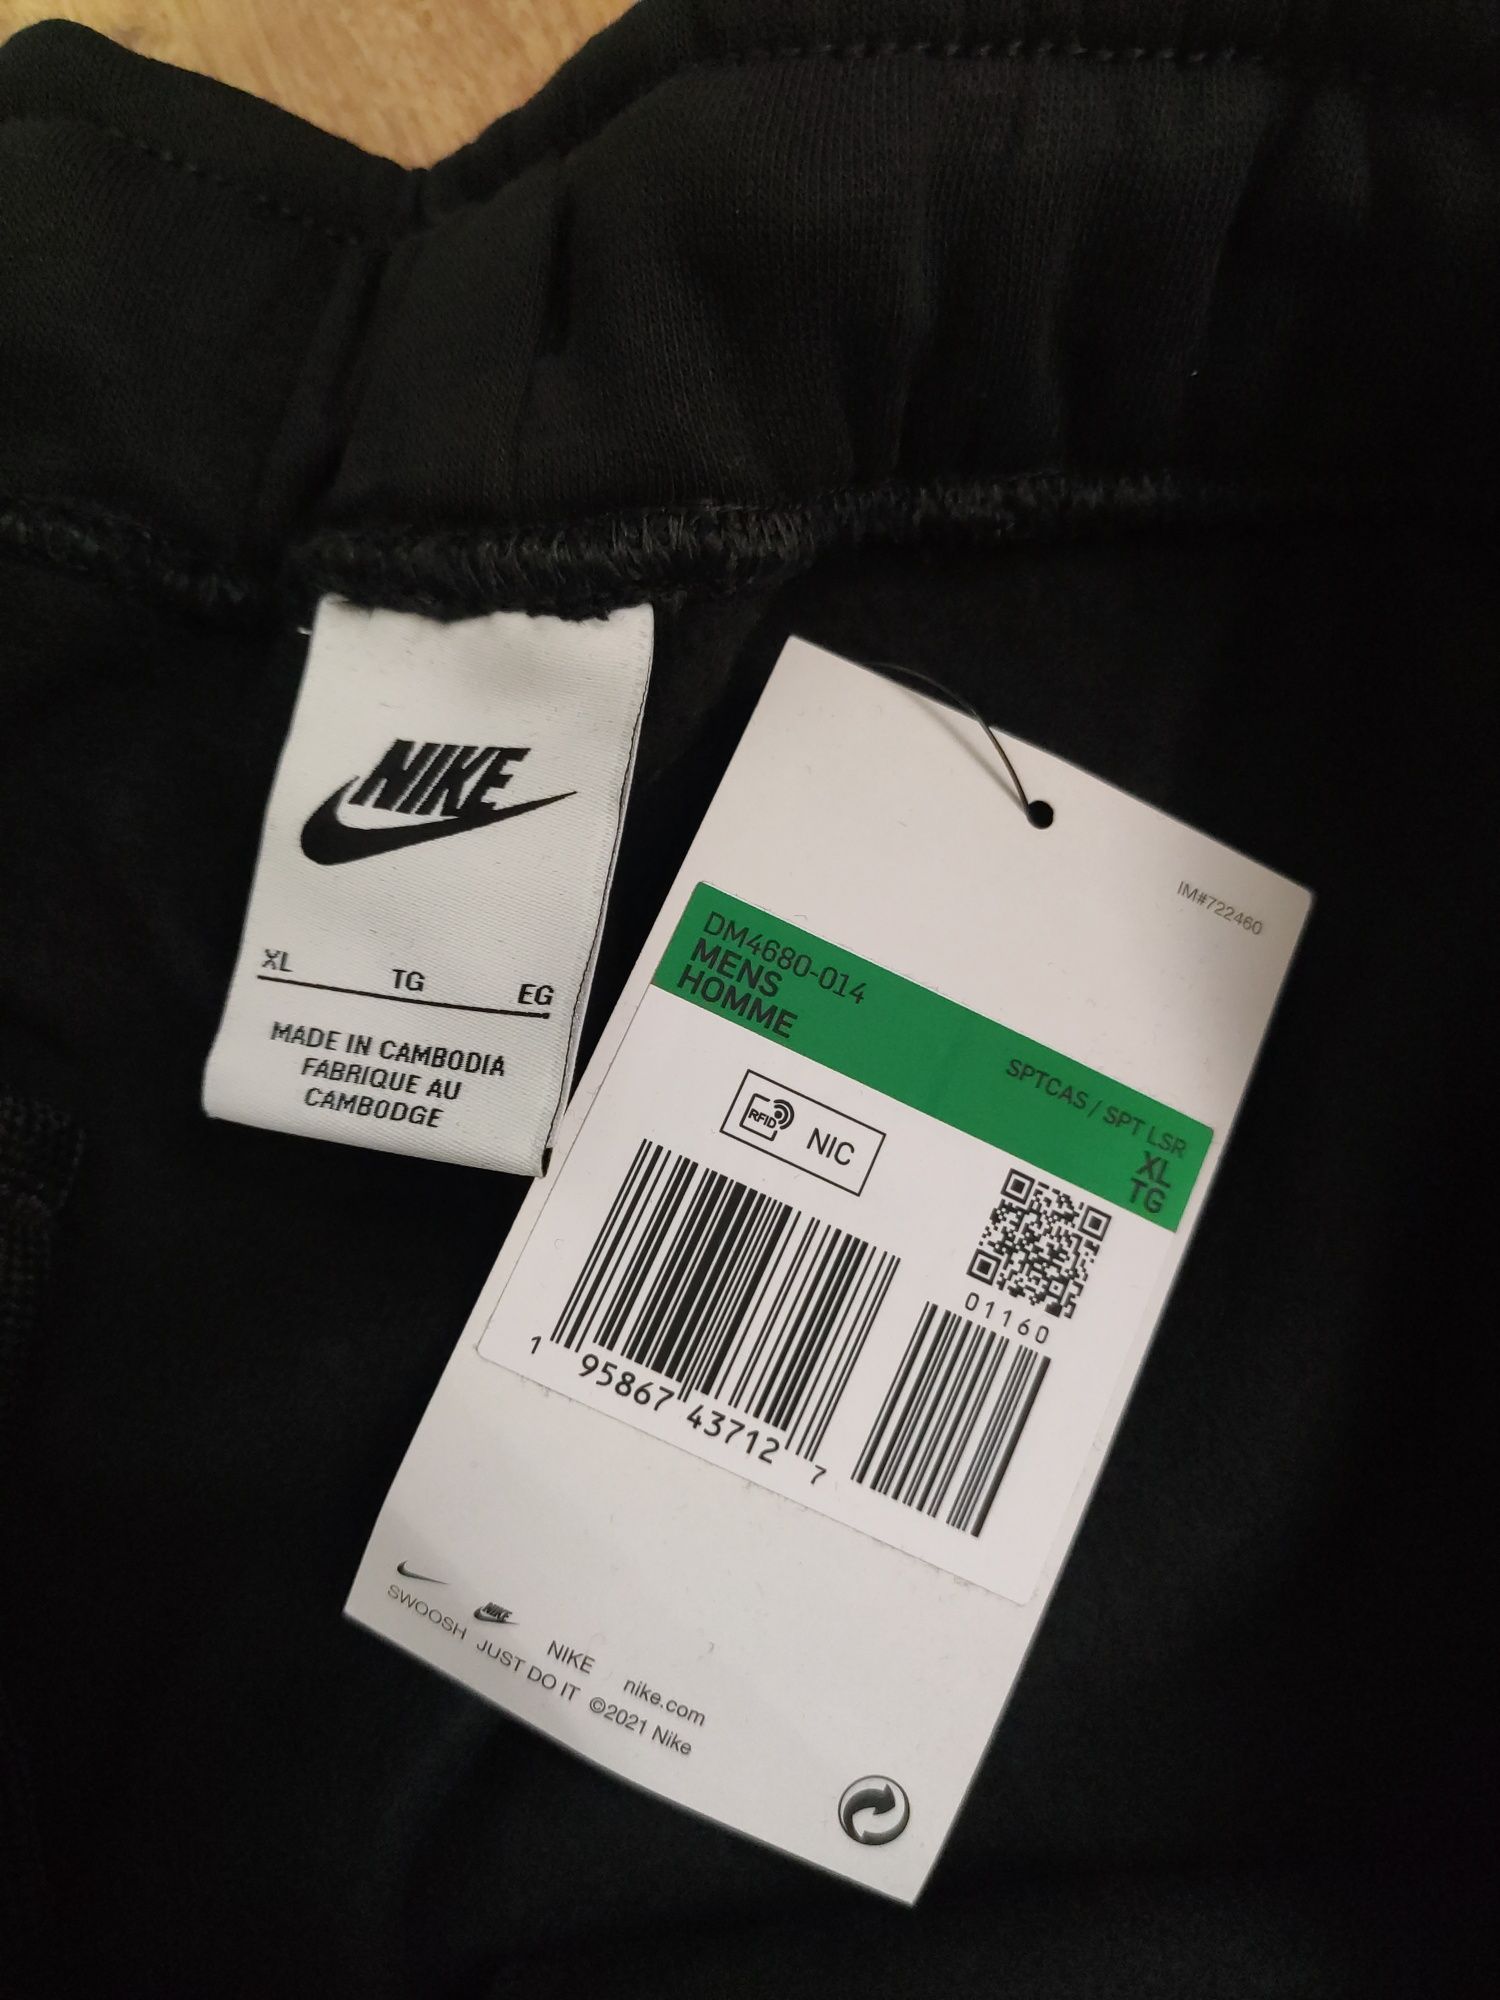 NIKE
XL TG EG
MADE IN CAMBODIA
FABRIQUE AU
CAMBODGE
IM#722460
DM4680-014
MENS
HOMME
SPTCAS / SPT LSR
XL
TG
RFID NIC
01160
1 95867 43712 7
NIKE NIKE nike.com
SWOOSH JUST DO IT ©2021 Nike